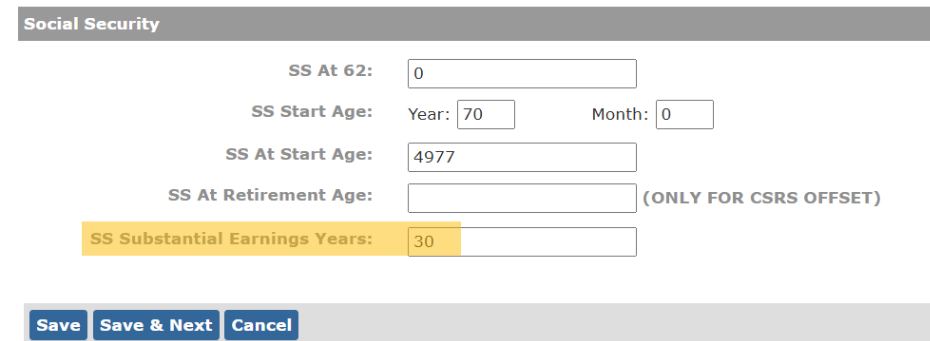 Social Security
SS At 62: 0
SS Start Age: Year: 70 Month: 0
SS At Start Age: 4977
SS At Retirement Age: (ONLY FOR CSRS OFFSET)
SS Substantial Earnings Years: 30
Save Save & Next Cancel